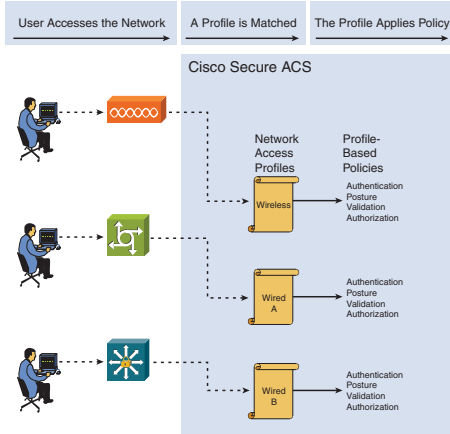 User Accesses the Network
A Profile is Matched
The Profile Applies Policy
Cisco Secure ACS
Network
Access
Profiles
Profile-
Based
Policies
Wireless
Authentication
Posture
Validation
Authorization
Wired
A
Authentication
Posture
Validation
Authorization
Wired
B
Authentication
Posture
Validation
Authorization